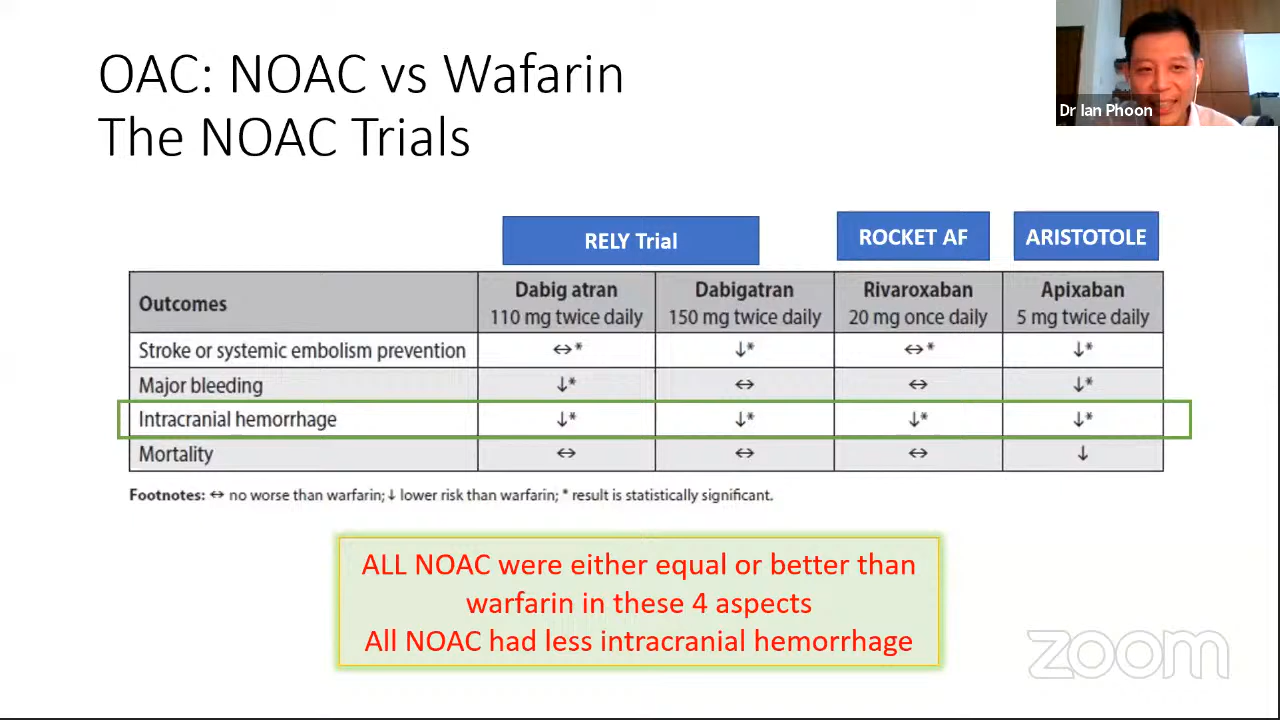 OAC: NOAC vs Wafarin
The NOAC Trials
Dr Ian Phoon
RELY Trial
ROCKET AF
ARISTOTOLE
Outcomes
Dabig atran
110 mg twice daily
Dabigatran
150 mg twice daily
Rivaroxaban
20 mg once daily
Apixaban
5 mg twice daily
Stroke or systemic embolism prevention ↔* ↓* ↔* ↓*
Major bleeding ↓* ↔ ↔ ↓*
Intracranial hemorrhage ↓* ↓* ↓* ↓*
Mortality ↔ ↔ ↔ ↓
Footnotes: ↔ no worse than warfarin; ↓ lower risk than warfarin; * result is statistically significant.
ALL NOAC were either equal or better than
warfarin in these 4 aspects
All NOAC had less intracranial hemorrhage
zoom